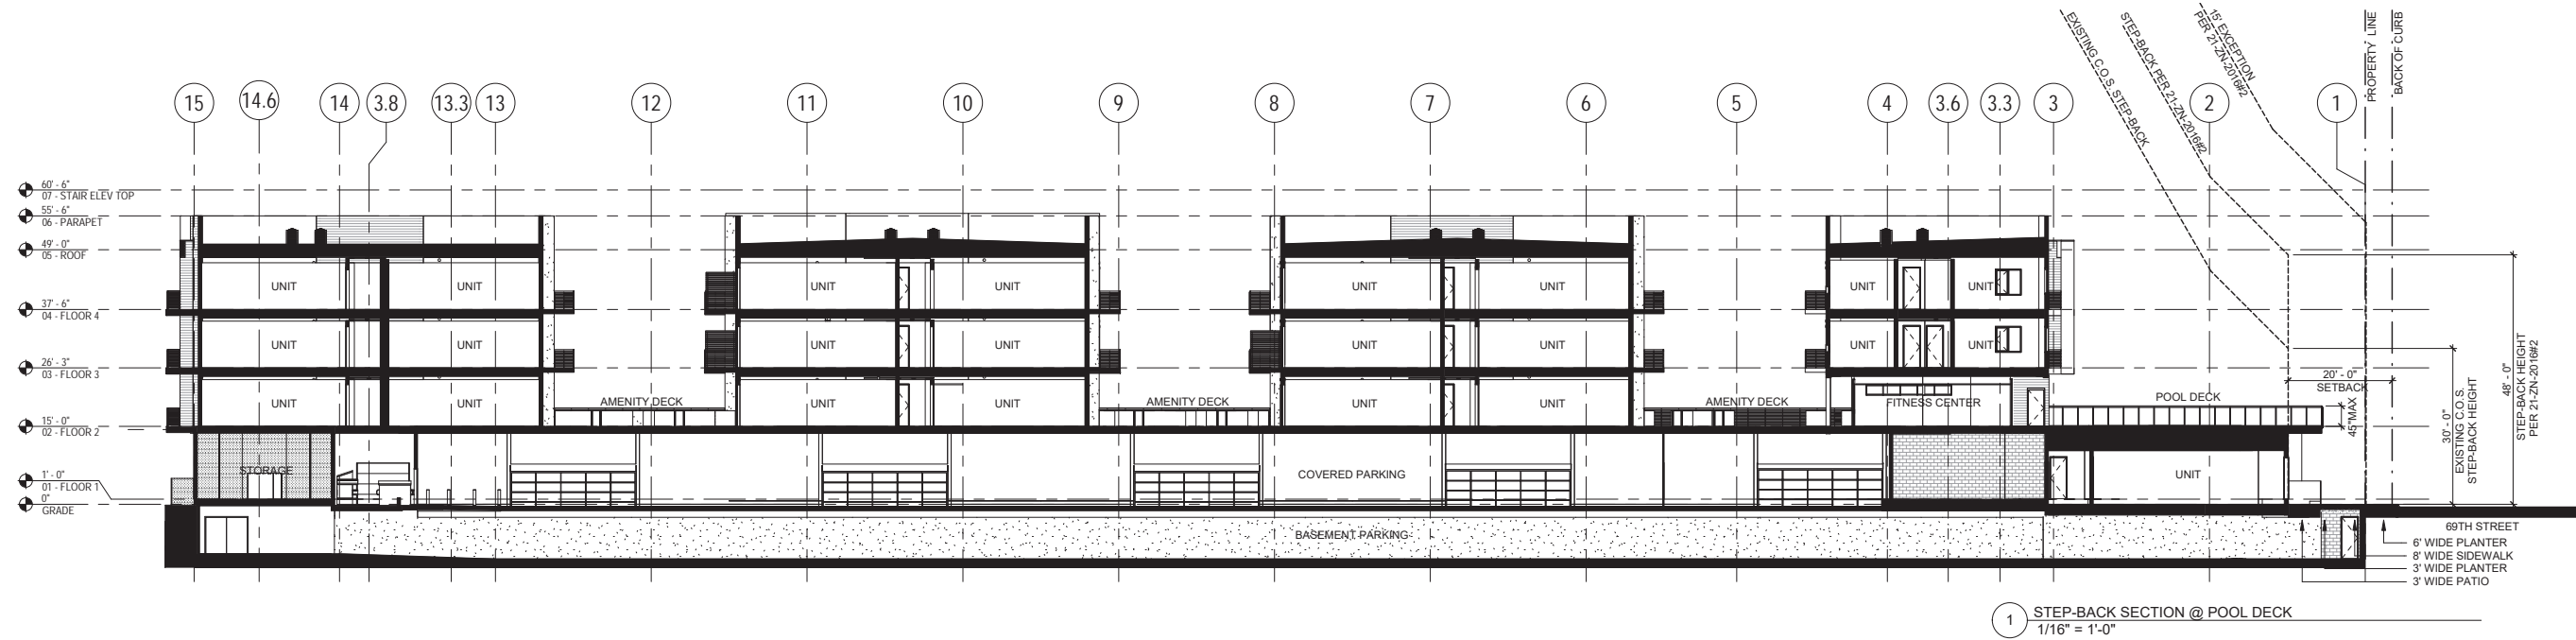 EXISTING C.O.S. STEP-BACK
STEP-BACK PER 21-ZN-2016#2
15' EXCEPTION
PER 21-ZN-2016#2
PROPERTY LINE
BACK OF CURB
15
14.6
14
3.8
13.3
13
12
11
10
9
8
7
6
5
4
3.6
3.3
3
2
1
60' - 6"
07 - STAIR ELEV TOP
55' - 6"
06 - PARAPET
49' - 0"
05 - ROOF
37' - 6"
04 - FLOOR 4
26' - 3"
03 - FLOOR 3
15' - 0"
02 - FLOOR 2
1' - 0"
01 - FLOOR 1
0"
GRADE
UNIT UNIT UNIT UNIT UNIT UNIT UNIT UNIT
UNIT UNIT UNIT UNIT UNIT UNIT UNIT UNIT
UNIT UNIT UNIT UNIT UNIT UNIT
AMENITY DECK
AMENITY DECK
AMENITY DECK
FITNESS CENTER
POOL DECK
20' - 0"
SETBACK
45"MAX
30' - 0"
EXISTING C.O.S.
STEP-BACK HEIGHT
48' - 0"
STEP-BACK HEIGHT
PER 21-ZN-2016#2
STORAGE
COVERED PARKING
UNIT
BASEMENT PARKING
69TH STREET
6' WIDE PLANTER
8' WIDE SIDEWALK
3' WIDE PLANTER
3' WIDE PATIO
1
STEP-BACK SECTION @ POOL DECK
1/16" = 1'-0"